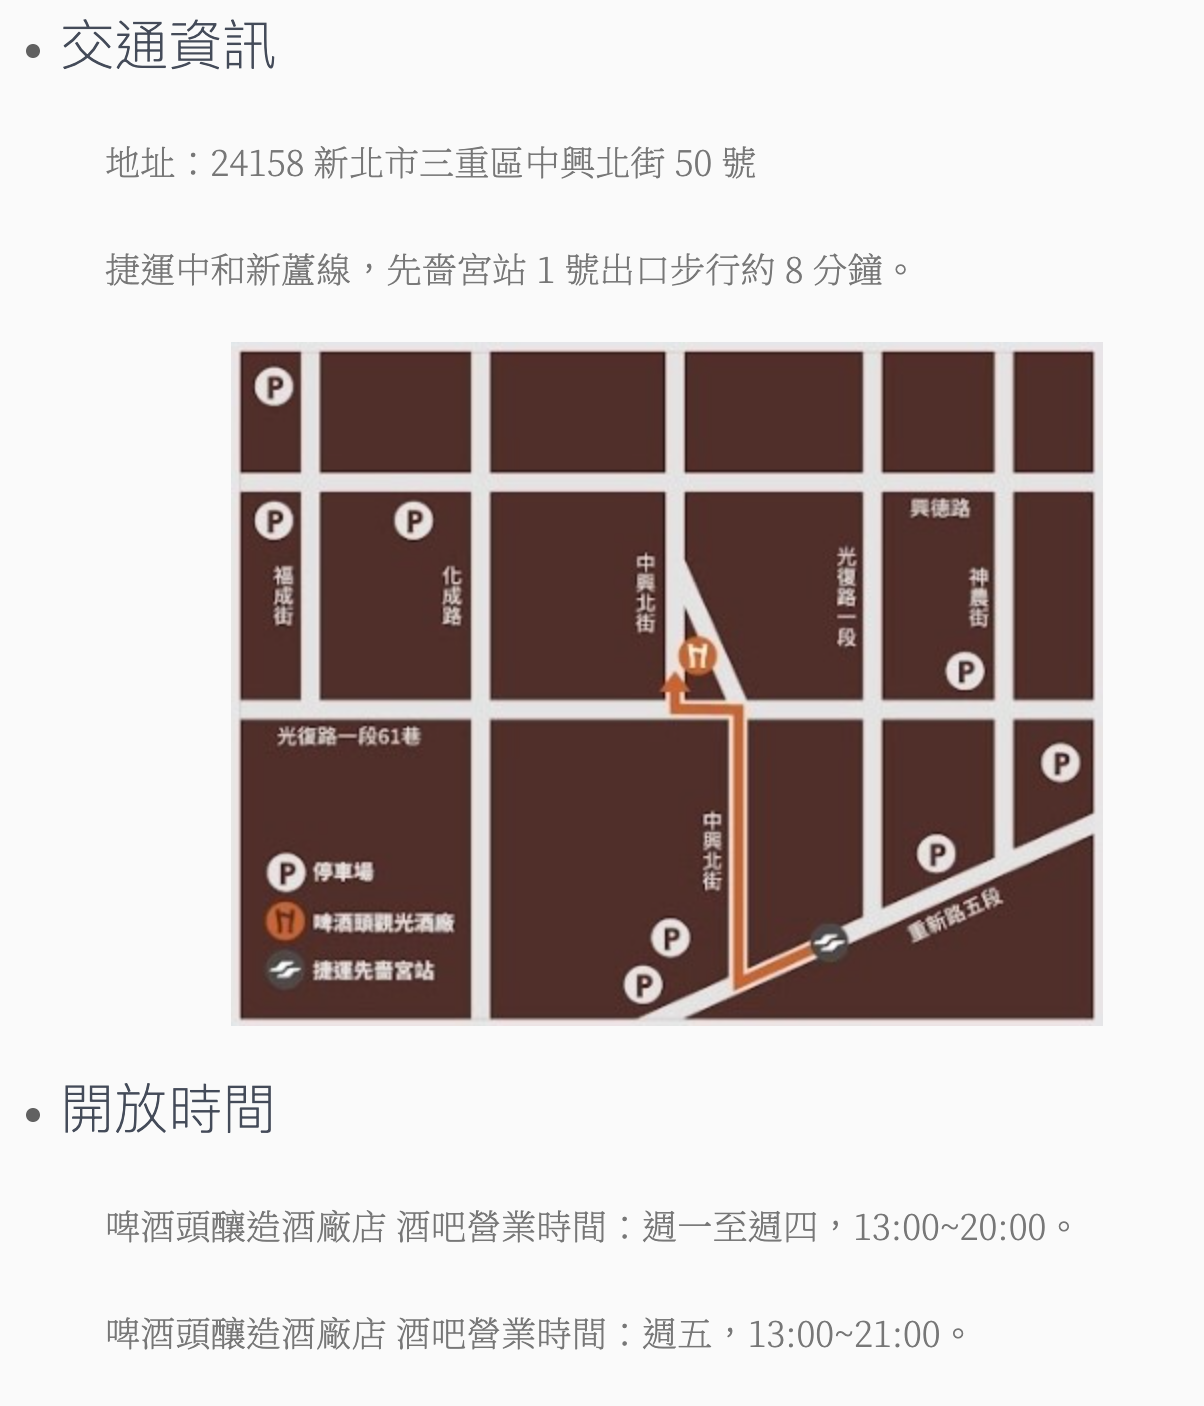 交通資訊
地址：24158 新北市三重區中興北街 50 號
捷運中和新蘆線，先嗇宮站 1 號出口步行約 8 分鐘。
P
P
P
興德路
福成街
化成路
中興北街
光復路一段
神農街
P
光復路一段61巷
P
中興北街
P
重新路五段
P
P
P 停車場
啤酒頭觀光酒廠
捷運先嗇宮站
開放時間
啤酒頭釀造酒廠店 酒吧營業時間：週一至週四，13:00~20:00。
啤酒頭釀造酒廠店 酒吧營業時間：週五，13:00~21:00。